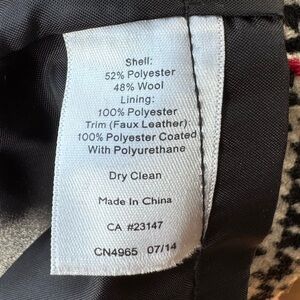 Shell:
52% Polyester
48% Wool
Lining:
100% Polyester
Trim (Faux Leather):
100% Polyester Coated
With Polyurethane
Dry Clean
Made In China
CA #23147
CN4965 07/14